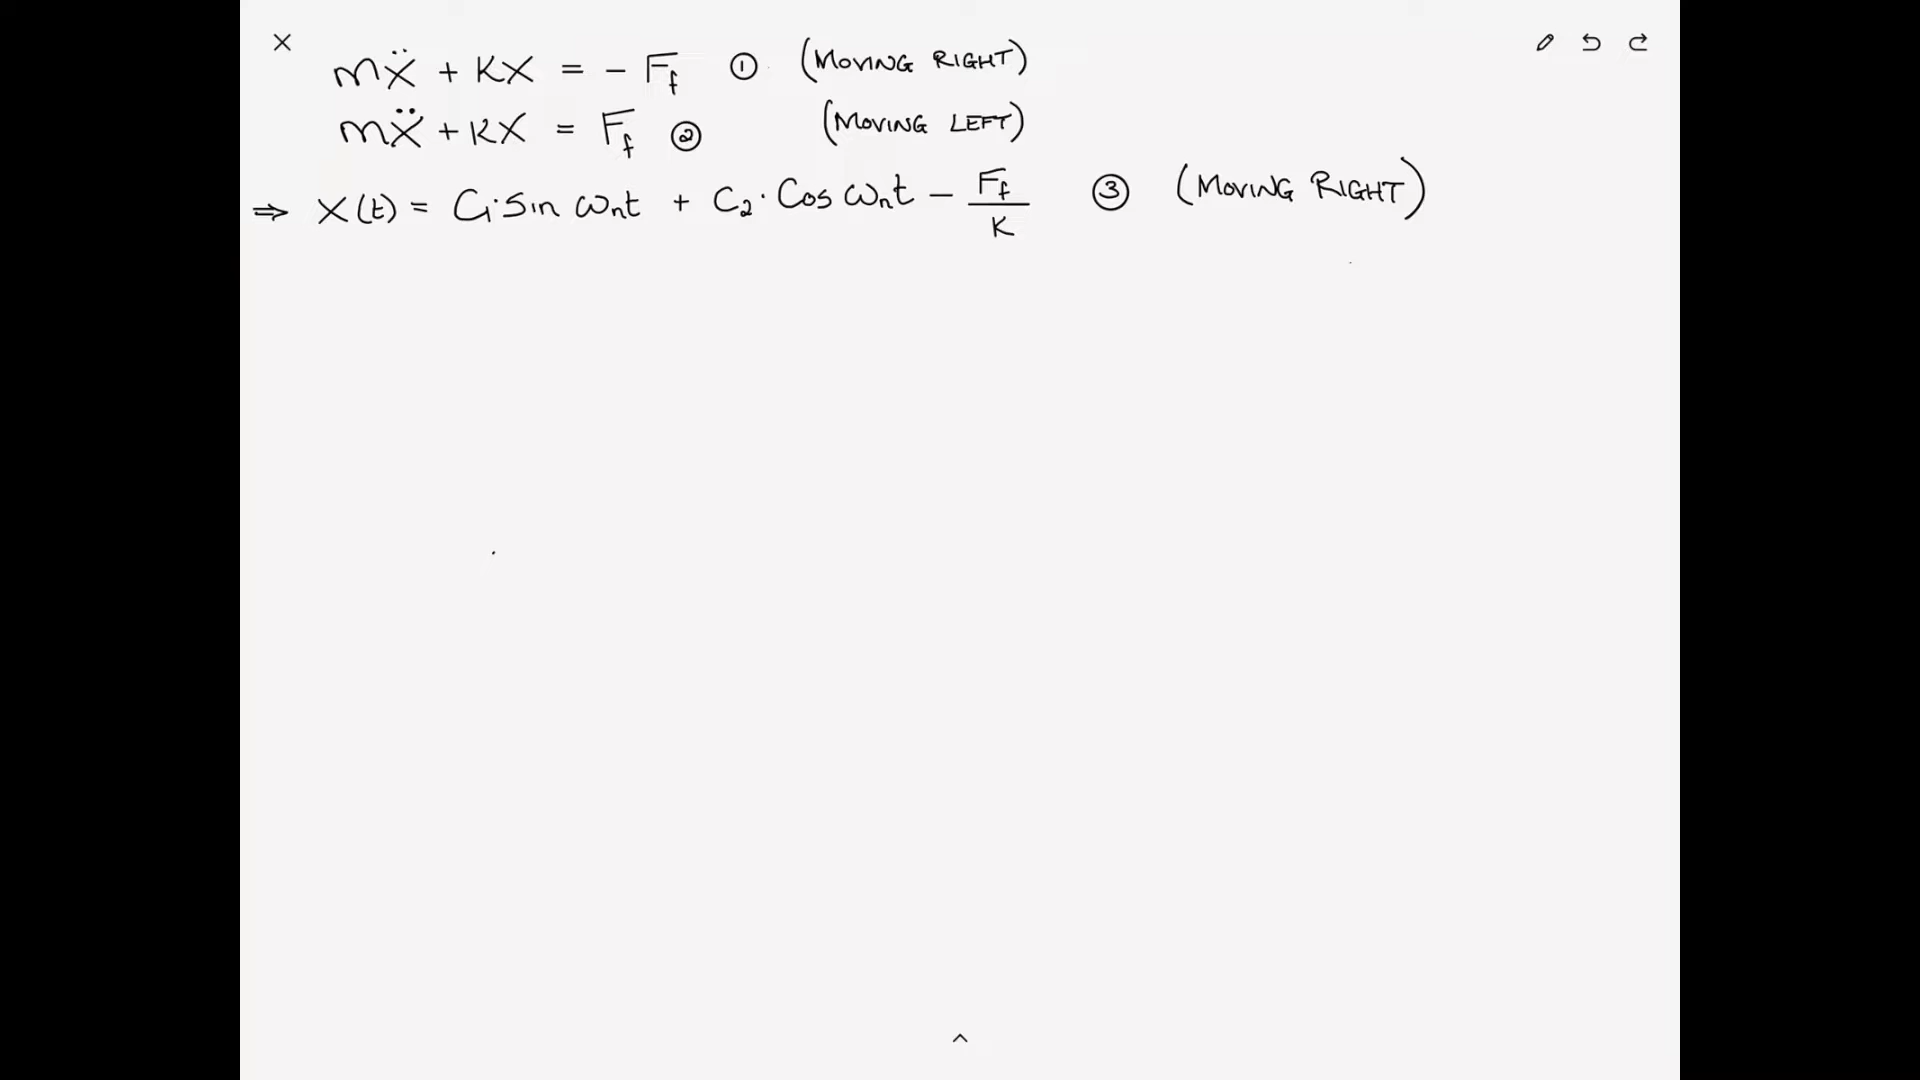 mẍ + Kx = - F_f ① (MOVING RIGHT)
mẍ + Kx = F_f ② (MOVING LEFT)
⇒ x(t) = C₁·Sin ωₙt + C₂·Cos ωₙt - F_f/K ③ (MOVING RIGHT)